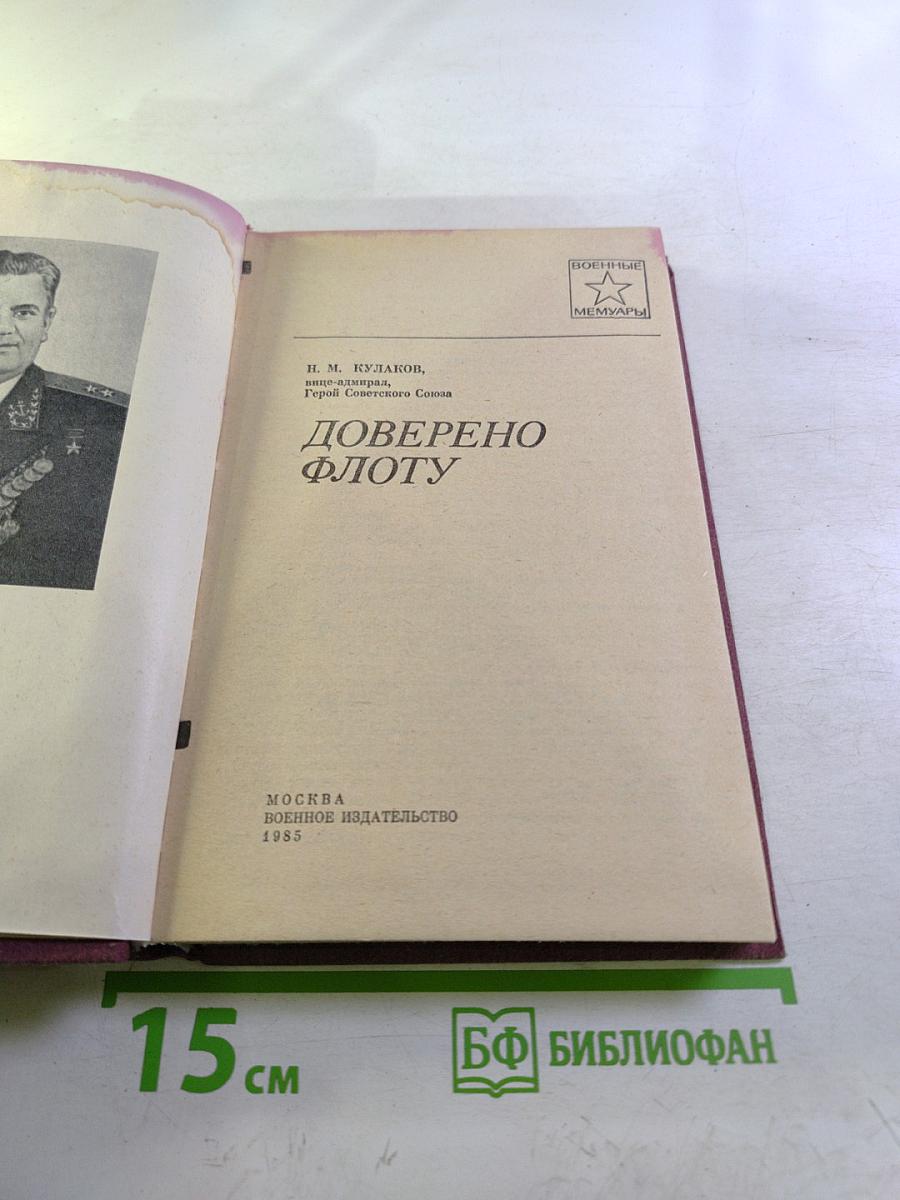 ВОЕННЫЕ
МЕМУАРЫ
Н. М. КУЛАКОВ,
вице-адмирал,
Герой Советского Союза
ДОВЕРЕНО
ФЛОТУ
МОСКВА
ВОЕННОЕ ИЗДАТЕЛЬСТВО
1985
15 см
БФ БИБЛИОФАН